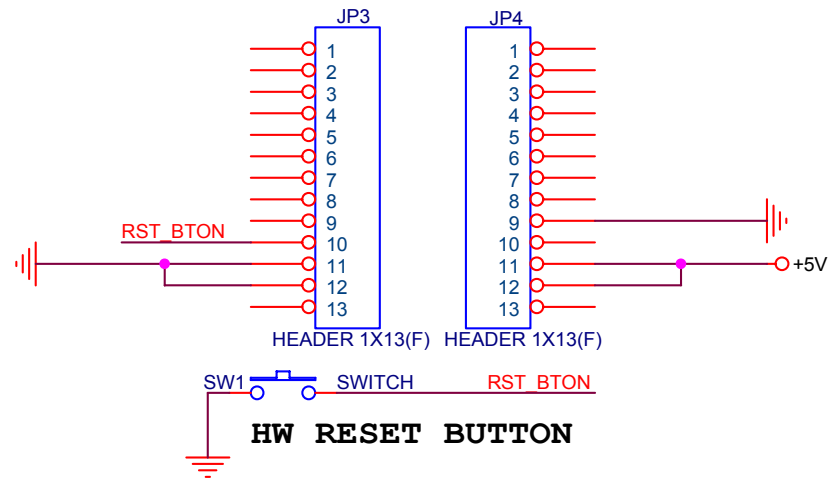 JP3 JP4
1 1
2 2
3 3
4 4
5 5
6 6
7 7
8 8
9 9
RST_BTON 10 10
11 11 +5V
12 12
13 13
HEADER 1X13(F) HEADER 1X13(F)
SW1 SWITCH RST_BTON
HW RESET BUTTON